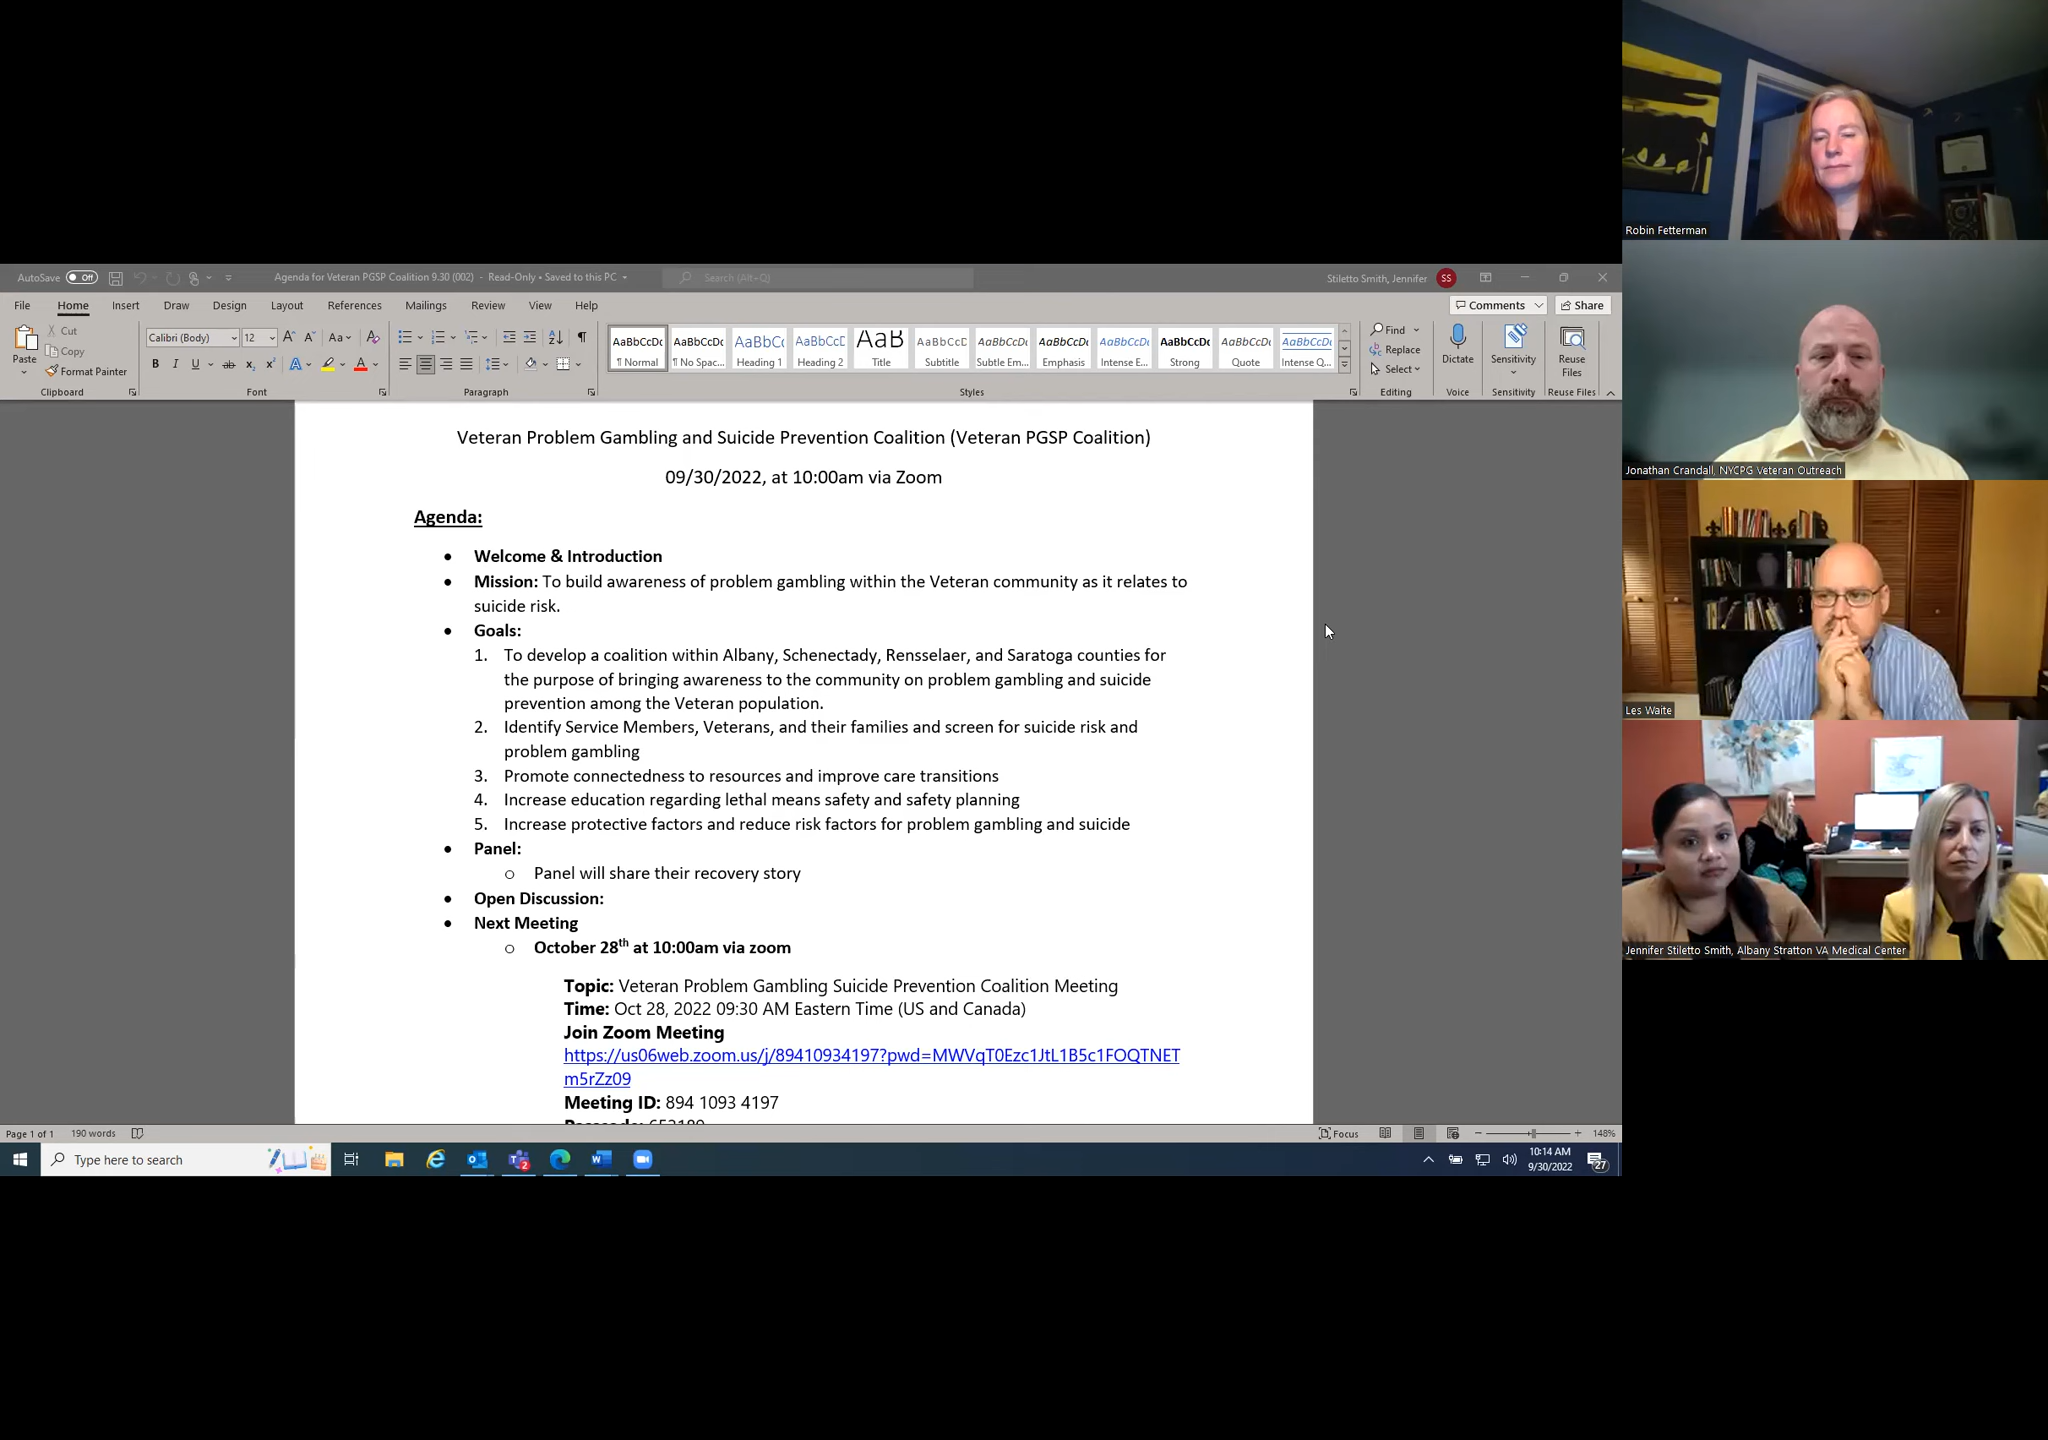 AutoSave Off
Agenda for Veteran PGSP Coalition 9.30 (002) - Read-Only • Saved to this PC
Search (Alt+Q)
Stiletto Smith, Jennifer SS
File Home Insert Draw Design Layout References Mailings Review View Help
Comments Share
Paste Cut Copy Format Painter
Calibri (Body) 12
AaBbCcDc AaBbCcDc AaBbCc AaBbCcE AaB AaBbCcD AaBbCcDc AaBbCcDc AaBbCcDc AaBbCcDc AaBbCcDc AaBbCcDc
¶ Normal ¶ No Spac... Heading 1 Heading 2 Title Subtitle Subtle Em... Emphasis Intense E... Strong Quote Intense Q...
Find Replace Select
Dictate Sensitivity Reuse Files
Clipboard Font Paragraph Styles Editing Voice Sensitivity Reuse Files
Veteran Problem Gambling and Suicide Prevention Coalition (Veteran PGSP Coalition)
09/30/2022, at 10:00am via Zoom
Agenda:
• Welcome & Introduction
• Mission: To build awareness of problem gambling within the Veteran community as it relates to
suicide risk.
• Goals:
1. To develop a coalition within Albany, Schenectady, Rensselaer, and Saratoga counties for
the purpose of bringing awareness to the community on problem gambling and suicide
prevention among the Veteran population.
2. Identify Service Members, Veterans, and their families and screen for suicide risk and
problem gambling
3. Promote connectedness to resources and improve care transitions
4. Increase education regarding lethal means safety and safety planning
5. Increase protective factors and reduce risk factors for problem gambling and suicide
• Panel:
o Panel will share their recovery story
• Open Discussion:
• Next Meeting
o October 28th at 10:00am via zoom
Topic: Veteran Problem Gambling Suicide Prevention Coalition Meeting
Time: Oct 28, 2022 09:30 AM Eastern Time (US and Canada)
Join Zoom Meeting
https://us06web.zoom.us/j/89410934197?pwd=MWVqT0Ezc1JtL1B5c1FOQTNET
m5rZz09
Meeting ID: 894 1093 4197
Page 1 of 1 190 words
Focus 148%
Type here to search
10:14 AM
9/30/2022
27
Robin Fetterman
Jonathan Crandall, NYCPG Veteran Outreach
Les Waite
Jennifer Stiletto Smith, Albany Stratton VA Medical Center